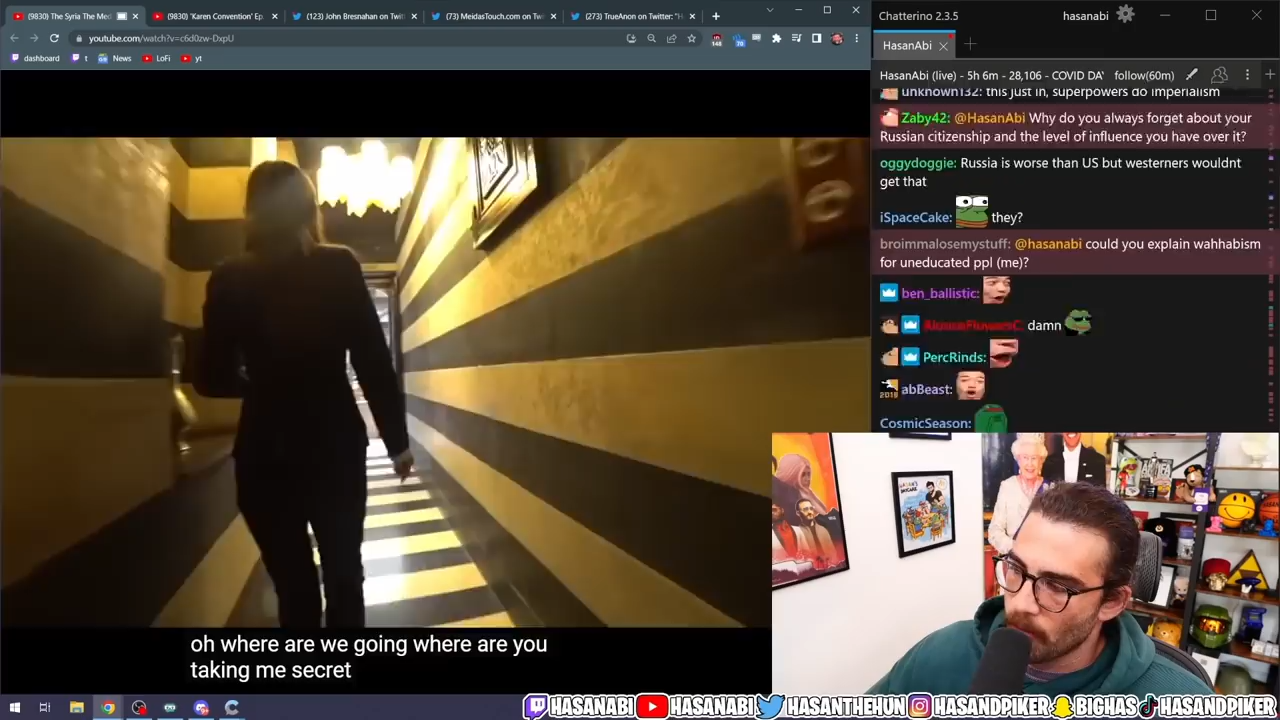 (9830) The Syria The Med
(9830) 'Karen Convention' Ep.
(123) John Bresnahan on Twitt
(73) MeidasTouch.com on Twi
(273) TrueAnon on Twitter: "H
youtube.com/watch?v=c6d0zw-DxpU
dashboard
t
News
LoFi
yt
Chatterino 2.3.5
hasanabi
HasanAbi
HasanAbi (live) - 5h 6m - 28,106 - COVID DA'
follow(60m)
unknown132: this just in, superpowers do imperialism
Zaby42: @HasanAbi Why do you always forget about your
Russian citizenship and the level of influence you have over it?
oggydoggie: Russia is worse than US but westerners wouldnt
get that
iSpaceCake: they?
broimmalosemystuff: @hasanabi could you explain wahhabism
for uneducated ppl (me)?
ben_ballistic:
damn
PercRinds:
abBeast:
CosmicSeason:
oh where are we going where are you
taking me secret
HASANABI
HASANABI
HASANTHEHUN
HASANDPIKER
BIGHAS
HASANDPIKER